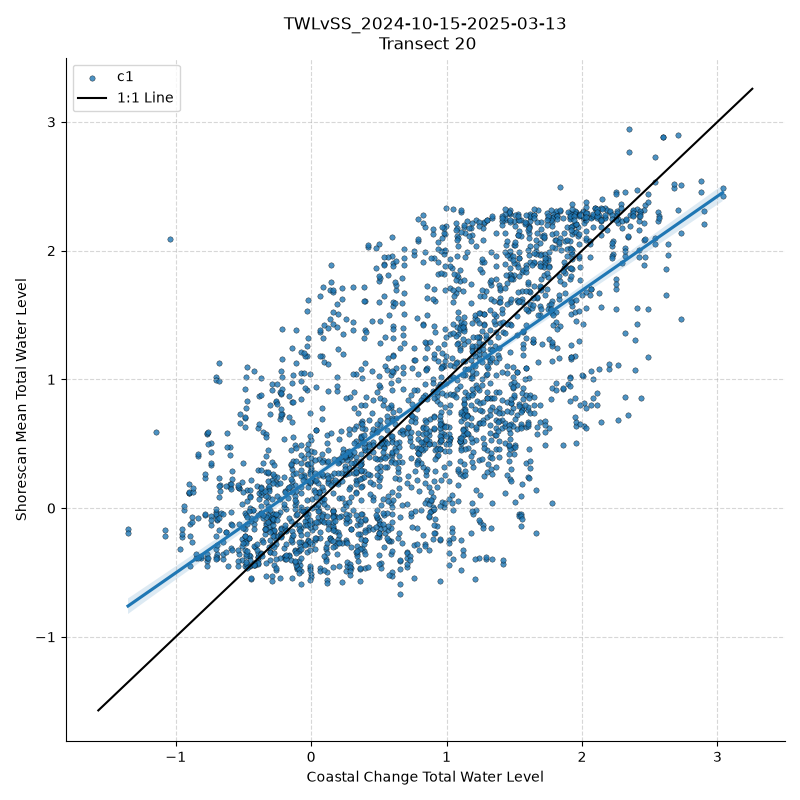 TWLvSS_2024-10-15-2025-03-13
Transect 20
c1
1:1 Line
3
2
1
0
−1
Shorescan Mean Total Water Level
−1 0 1 2 3
Coastal Change Total Water Level